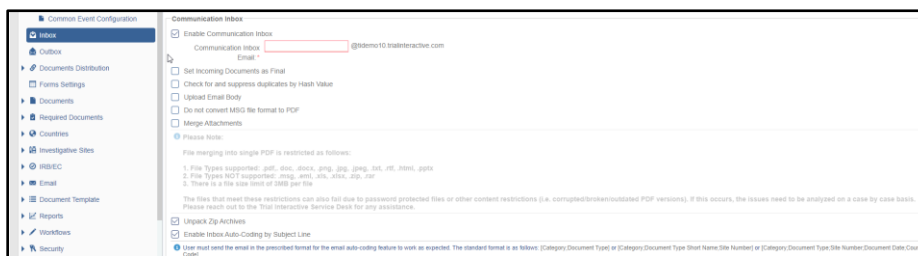 Common Event Configuration
Inbox
Outbox
Documents Distribution
Forms Settings
Documents
Required Documents
Countries
Investigative Sites
IRB/EC
Email
Document Template
Reports
Workflows
Security
Communication Inbox
Enable Communication Inbox
Communication Inbox
Email: *
@tidemo10.trialinteractive.com
Set Incoming Documents as Final
Check for and suppress duplicates by Hash Value
Upload Email Body
Do not convert MSG file format to PDF
Merge Attachments
Please Note:
File merging into single PDF is restricted as follows:
1. File Types supported: .pdf, .doc, .docx, .png, .jpg, .jpeg, .txt, .rtf, .html, .pptx
2. File Types NOT supported: .msg, .eml, .xls, .xlsx, .zip, .rar
2. There is a file size limit of 3MB per file
The files that meet these restrictions can also fail due to password protected files or other content restrictions (i.e. corrupted/broken/outdated PDF versions), if this occurs, the issues need to be analyzed on a case by case basis.
Please reach out to the Trial Interactive Service Desk for any assistance.
Unpack Zip Archives
Enable Inbox Auto-Coding by Subject Line
User must send the email in the prescribed format for the email auto-coding feature to work as expected. The standard format is as follows: [Category;Document Type] or [Category;Document Type Short Name;Site Number] or [Category;Document Type;Site Number;Document Date;Cou
Code]